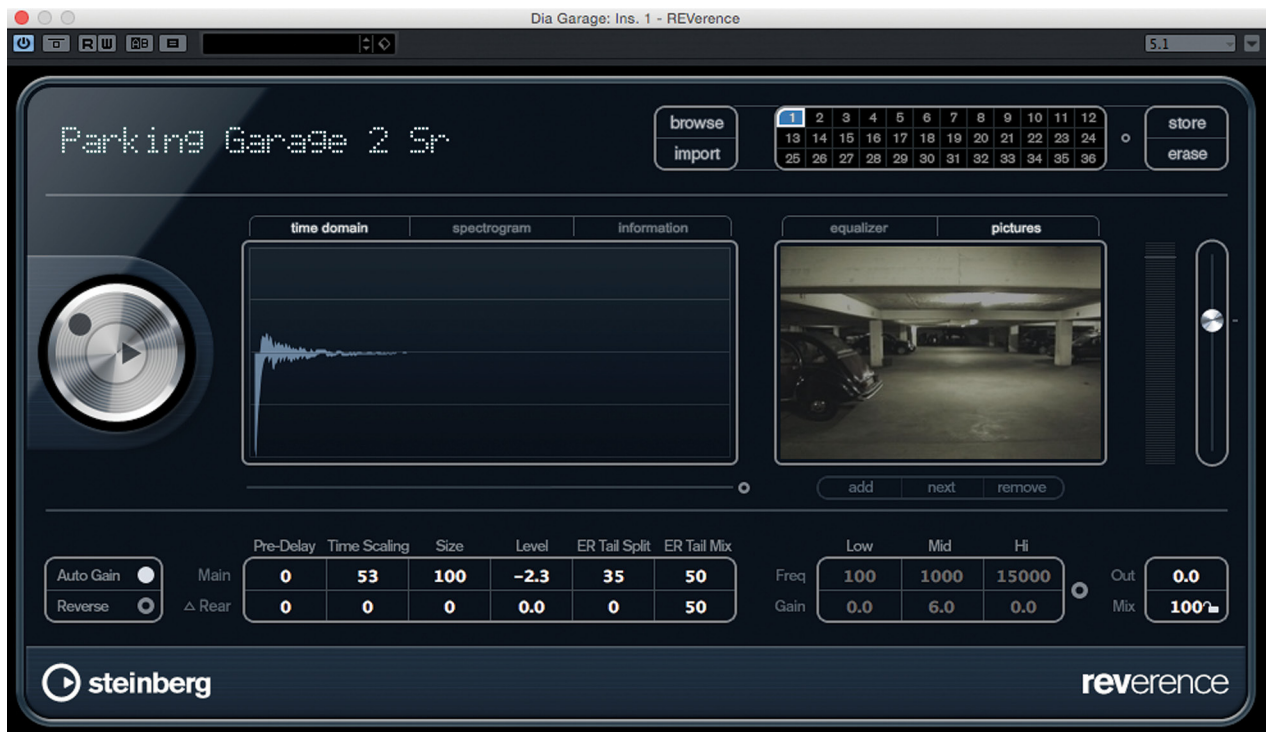 Dia Garage: Ins. 1 - REVerence
R W AB 5.1
Parking Garage 2 Sr
browse
import
1 2 3 4 5 6 7 8 9 10 11 12
13 14 15 16 17 18 19 20 21 22 23 24
25 26 27 28 29 30 31 32 33 34 35 36
store
erase
time domain spectrogram information
equalizer pictures
add next remove
Pre-Delay Time Scaling Size Level ER Tail Split ER Tail Mix
Low Mid Hi
Auto Gain Main 0 53 100 -2.3 35 50
Freq 100 1000 15000 Out 0.0
Reverse △ Rear 0 0 0 0.0 0 50
Gain 0.0 6.0 0.0 Mix 100
steinberg
reverence